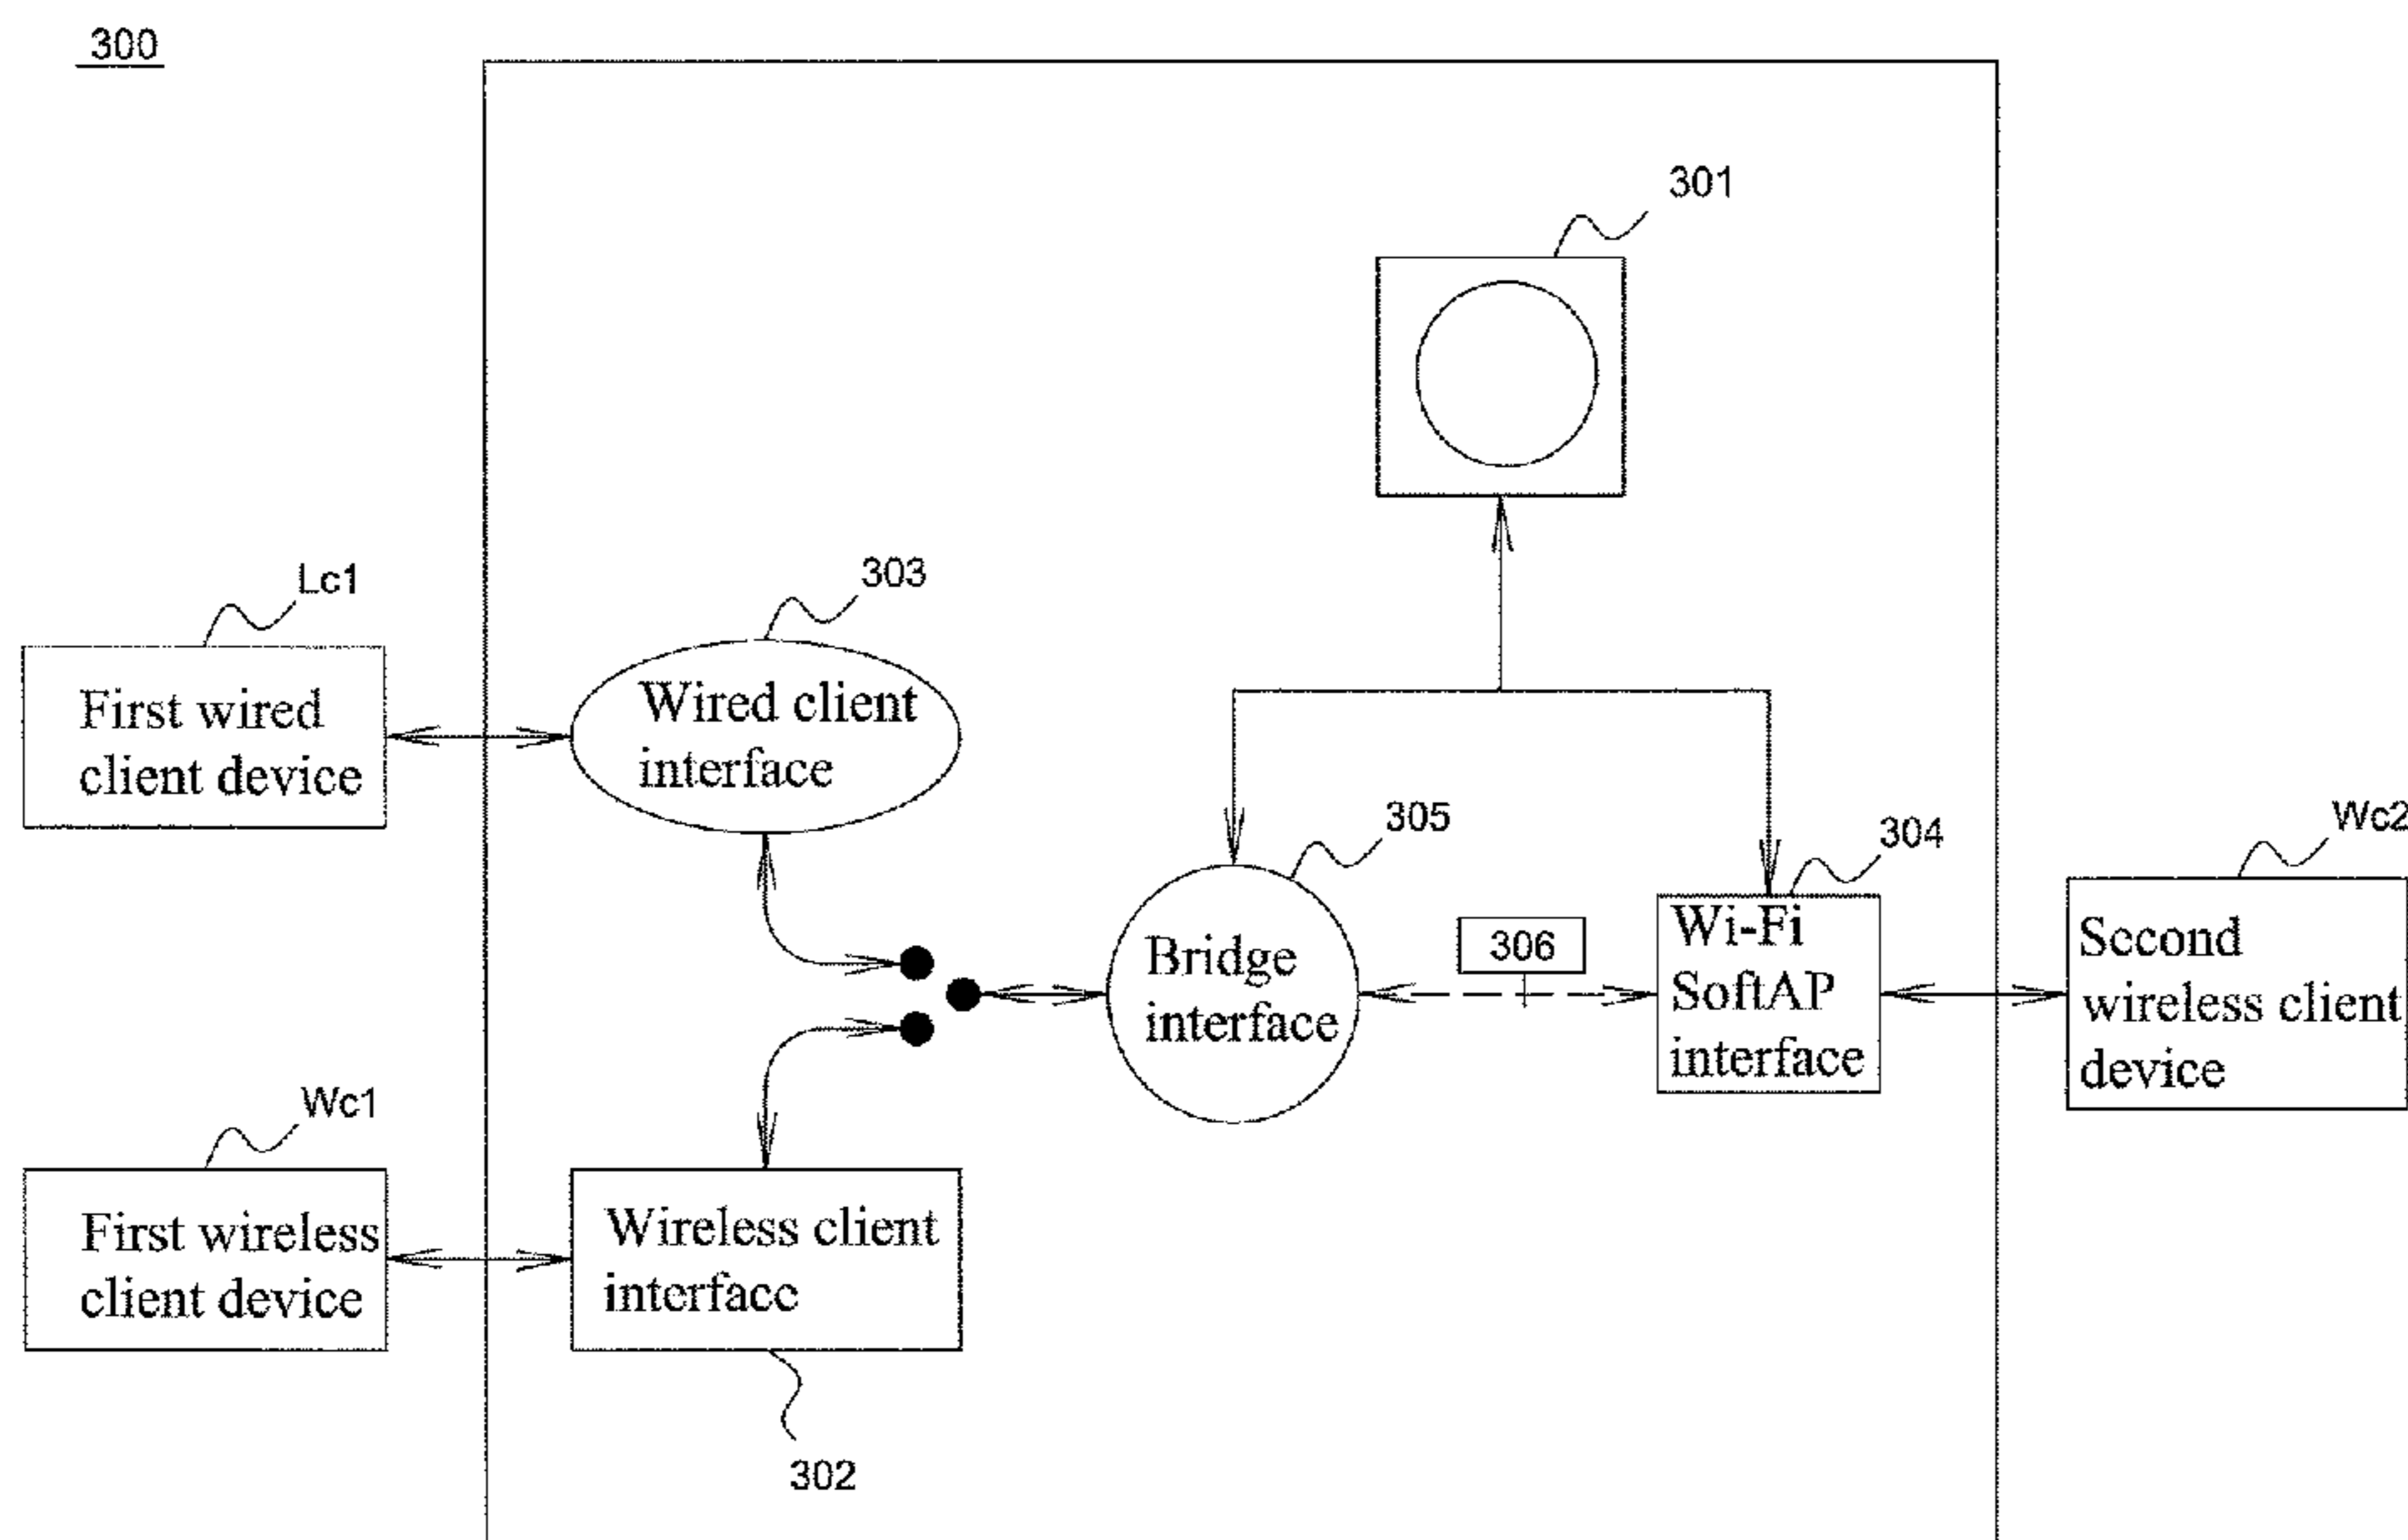 300
301
Lc1
303
First wired
client device
Wired client
interface
305
304
Wc2
306
Bridge
interface
Wi-Fi
SoftAP
interface
Second
wireless client
device
Wc1
First wireless
client device
Wireless client
interface
302